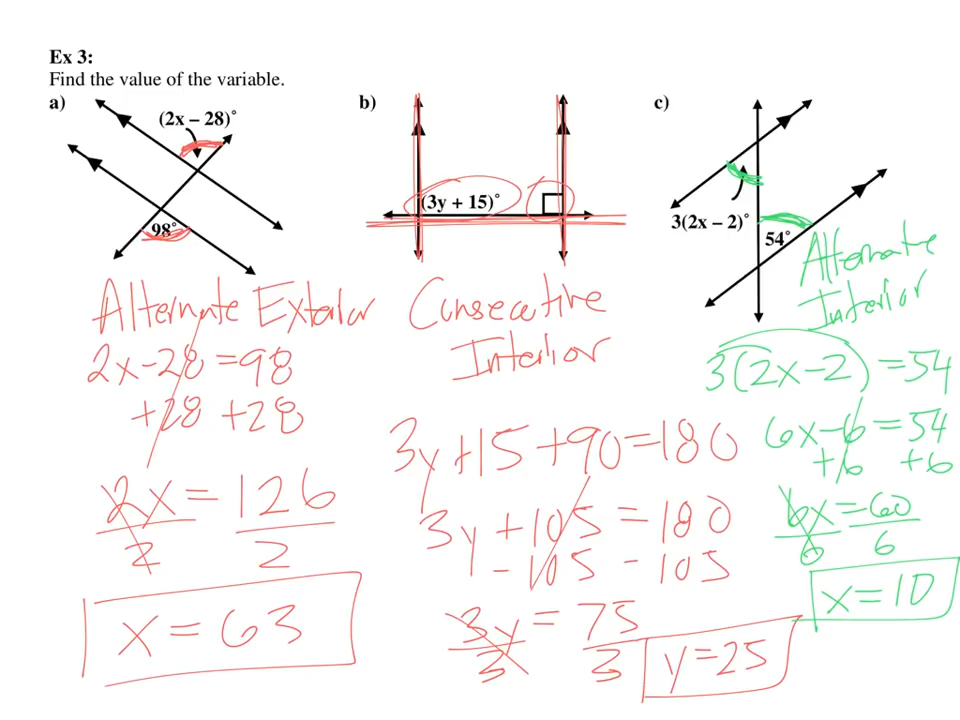 Ex 3:
Find the value of the variable.
a)
(2x – 28)°
98°
Alternate Exterior
2x-28 = 98
+28 +28
2x = 126
2 2
x = 63
b)
(3y + 15)°
Consecutive
Interior
3y+15 +90=180
3y +105 = 180
-105 -105
3y = 75
3 3
y=25
c)
3(2x – 2)°
54°
Alternate
Interior
3(2x-2) =54
6x-6=54
+6 +6
6x=60
6 6
x=10